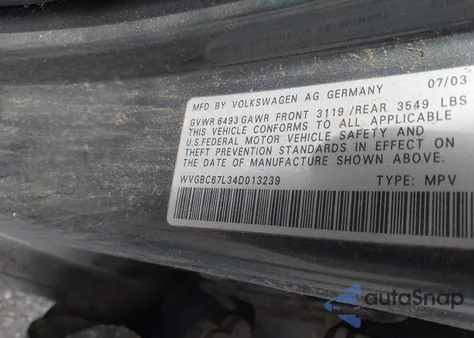 MFD BY VOLKSWAGEN AG GERMANY 07/03
GVWR 6493 GAWR FRONT 3119 /REAR 3549 LBS
THIS VEHICLE CONFORMS TO ALL APPLICABLE
U.S.FEDERAL MOTOR VEHICLE SAFETY AND
THEFT PREVENTION STANDARDS IN EFFECT ON
THE DATE OF MANUFACTURE SHOWN ABOVE.
WVGBC67L34D013239 TYPE: MPV
autoSnap